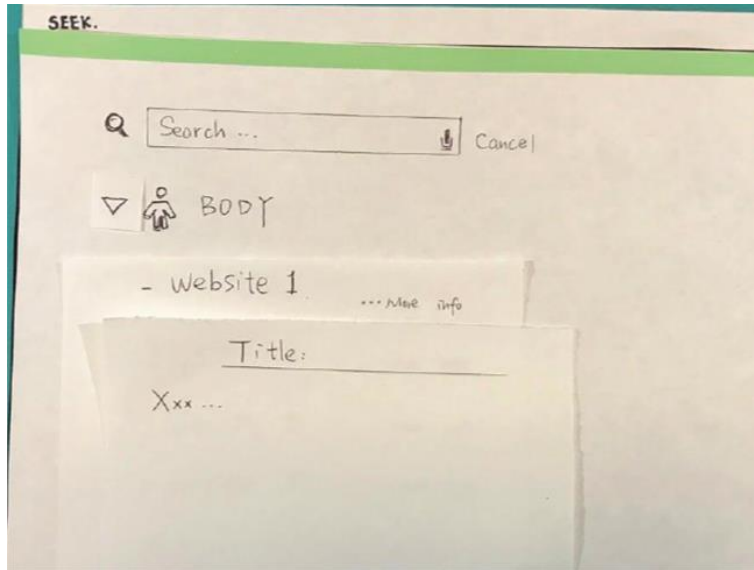 SEEK.
Search ... Cancel
BODY
- Website 1
... More info
Title:
Xxx ...